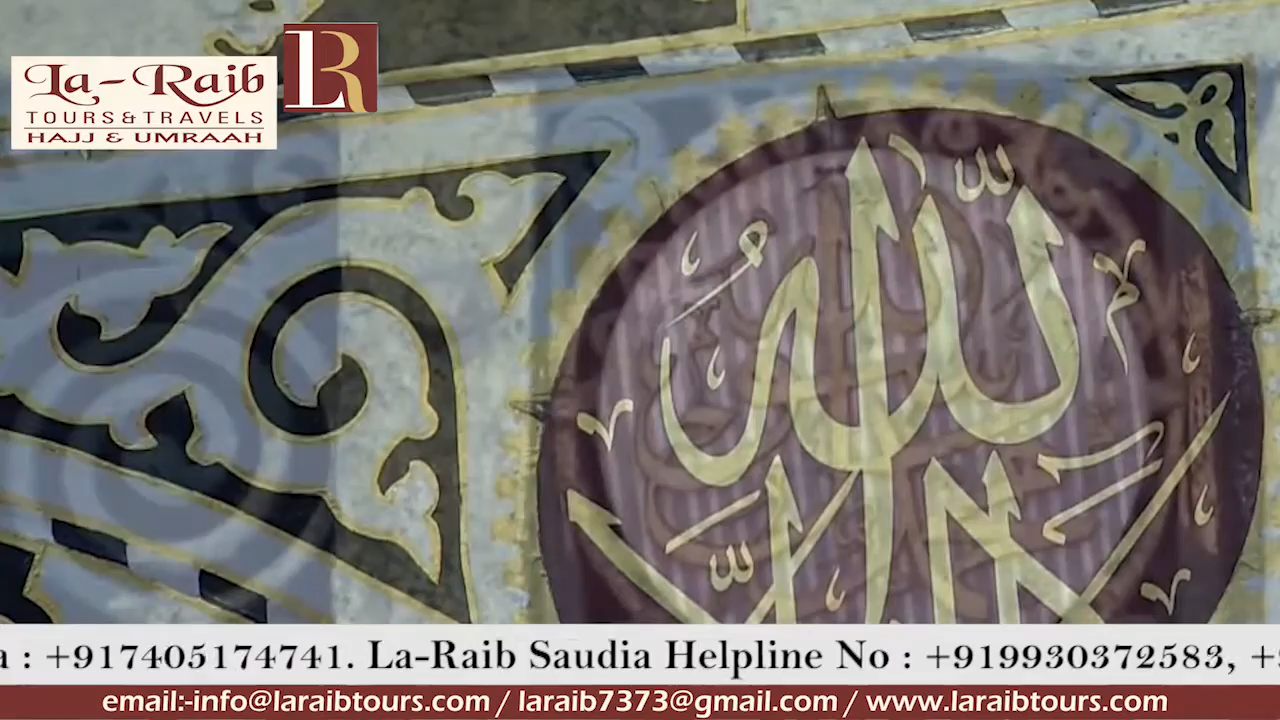 La-Raib
TOURS & TRAVELS
HAJJ & UMRAAH
LR
الله
a : +917405174741. La-Raib Saudia Helpline No : +919930372583, +
email:-info@laraibtours.com / laraib7373@gmail.com / www.laraibtours.com